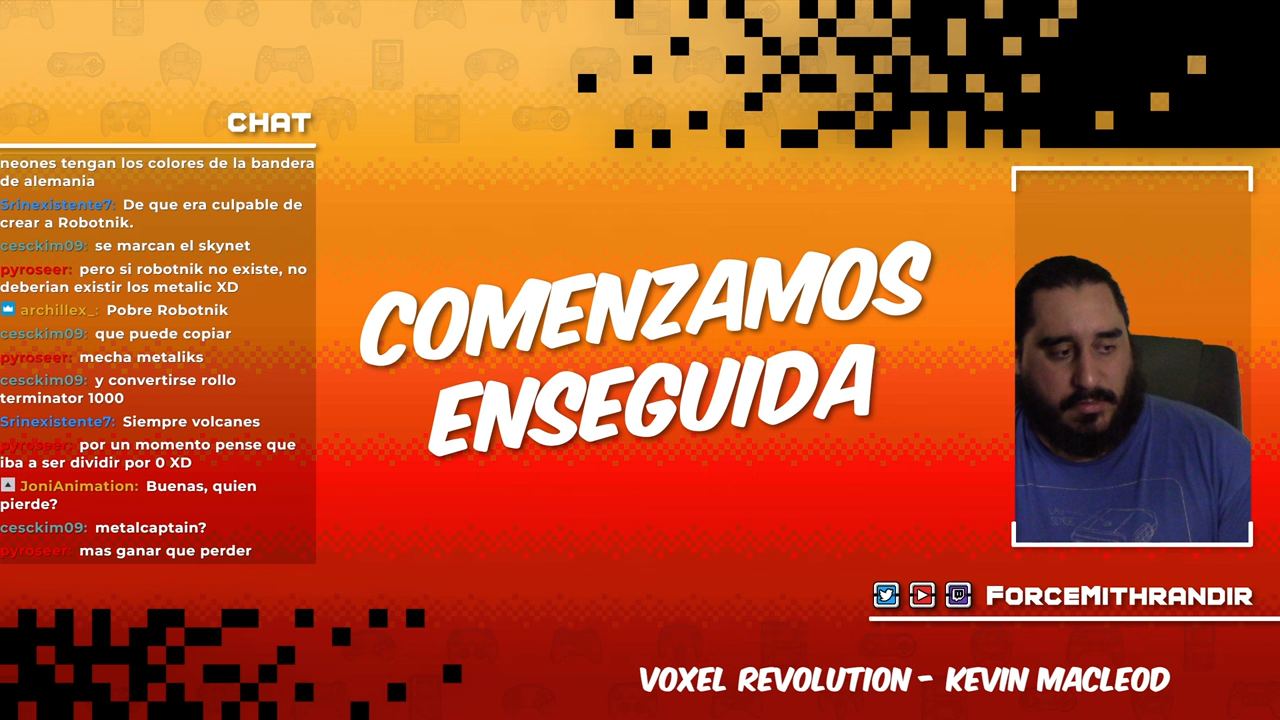 CHAT
neones tengan los colores de la bandera
de alemania
Srinexistente7: De que era culpable de
crear a Robotnik.
cesckim09: se marcan el skynet
pyroseer: pero si robotnik no existe, no
deberian existir los metalic XD
archillex_: Pobre Robotnik
cesckim09: que puede copiar
pyroseer: mecha metaliks
cesckim09: y convertirse rollo
terminator 1000
Srinexistente7: Siempre volcanes
pyroseer: por un momento pense que
iba a ser dividir por 0 XD
JoniAnimation: Buenas, quien
pierde?
cesckim09: metalcaptain?
pyroseer: mas ganar que perder
COMENZAMOS
ENSEGUIDA
FORCEMITHRANDIR
VOXEL REVOLUTION - KEVIN MACLEOD